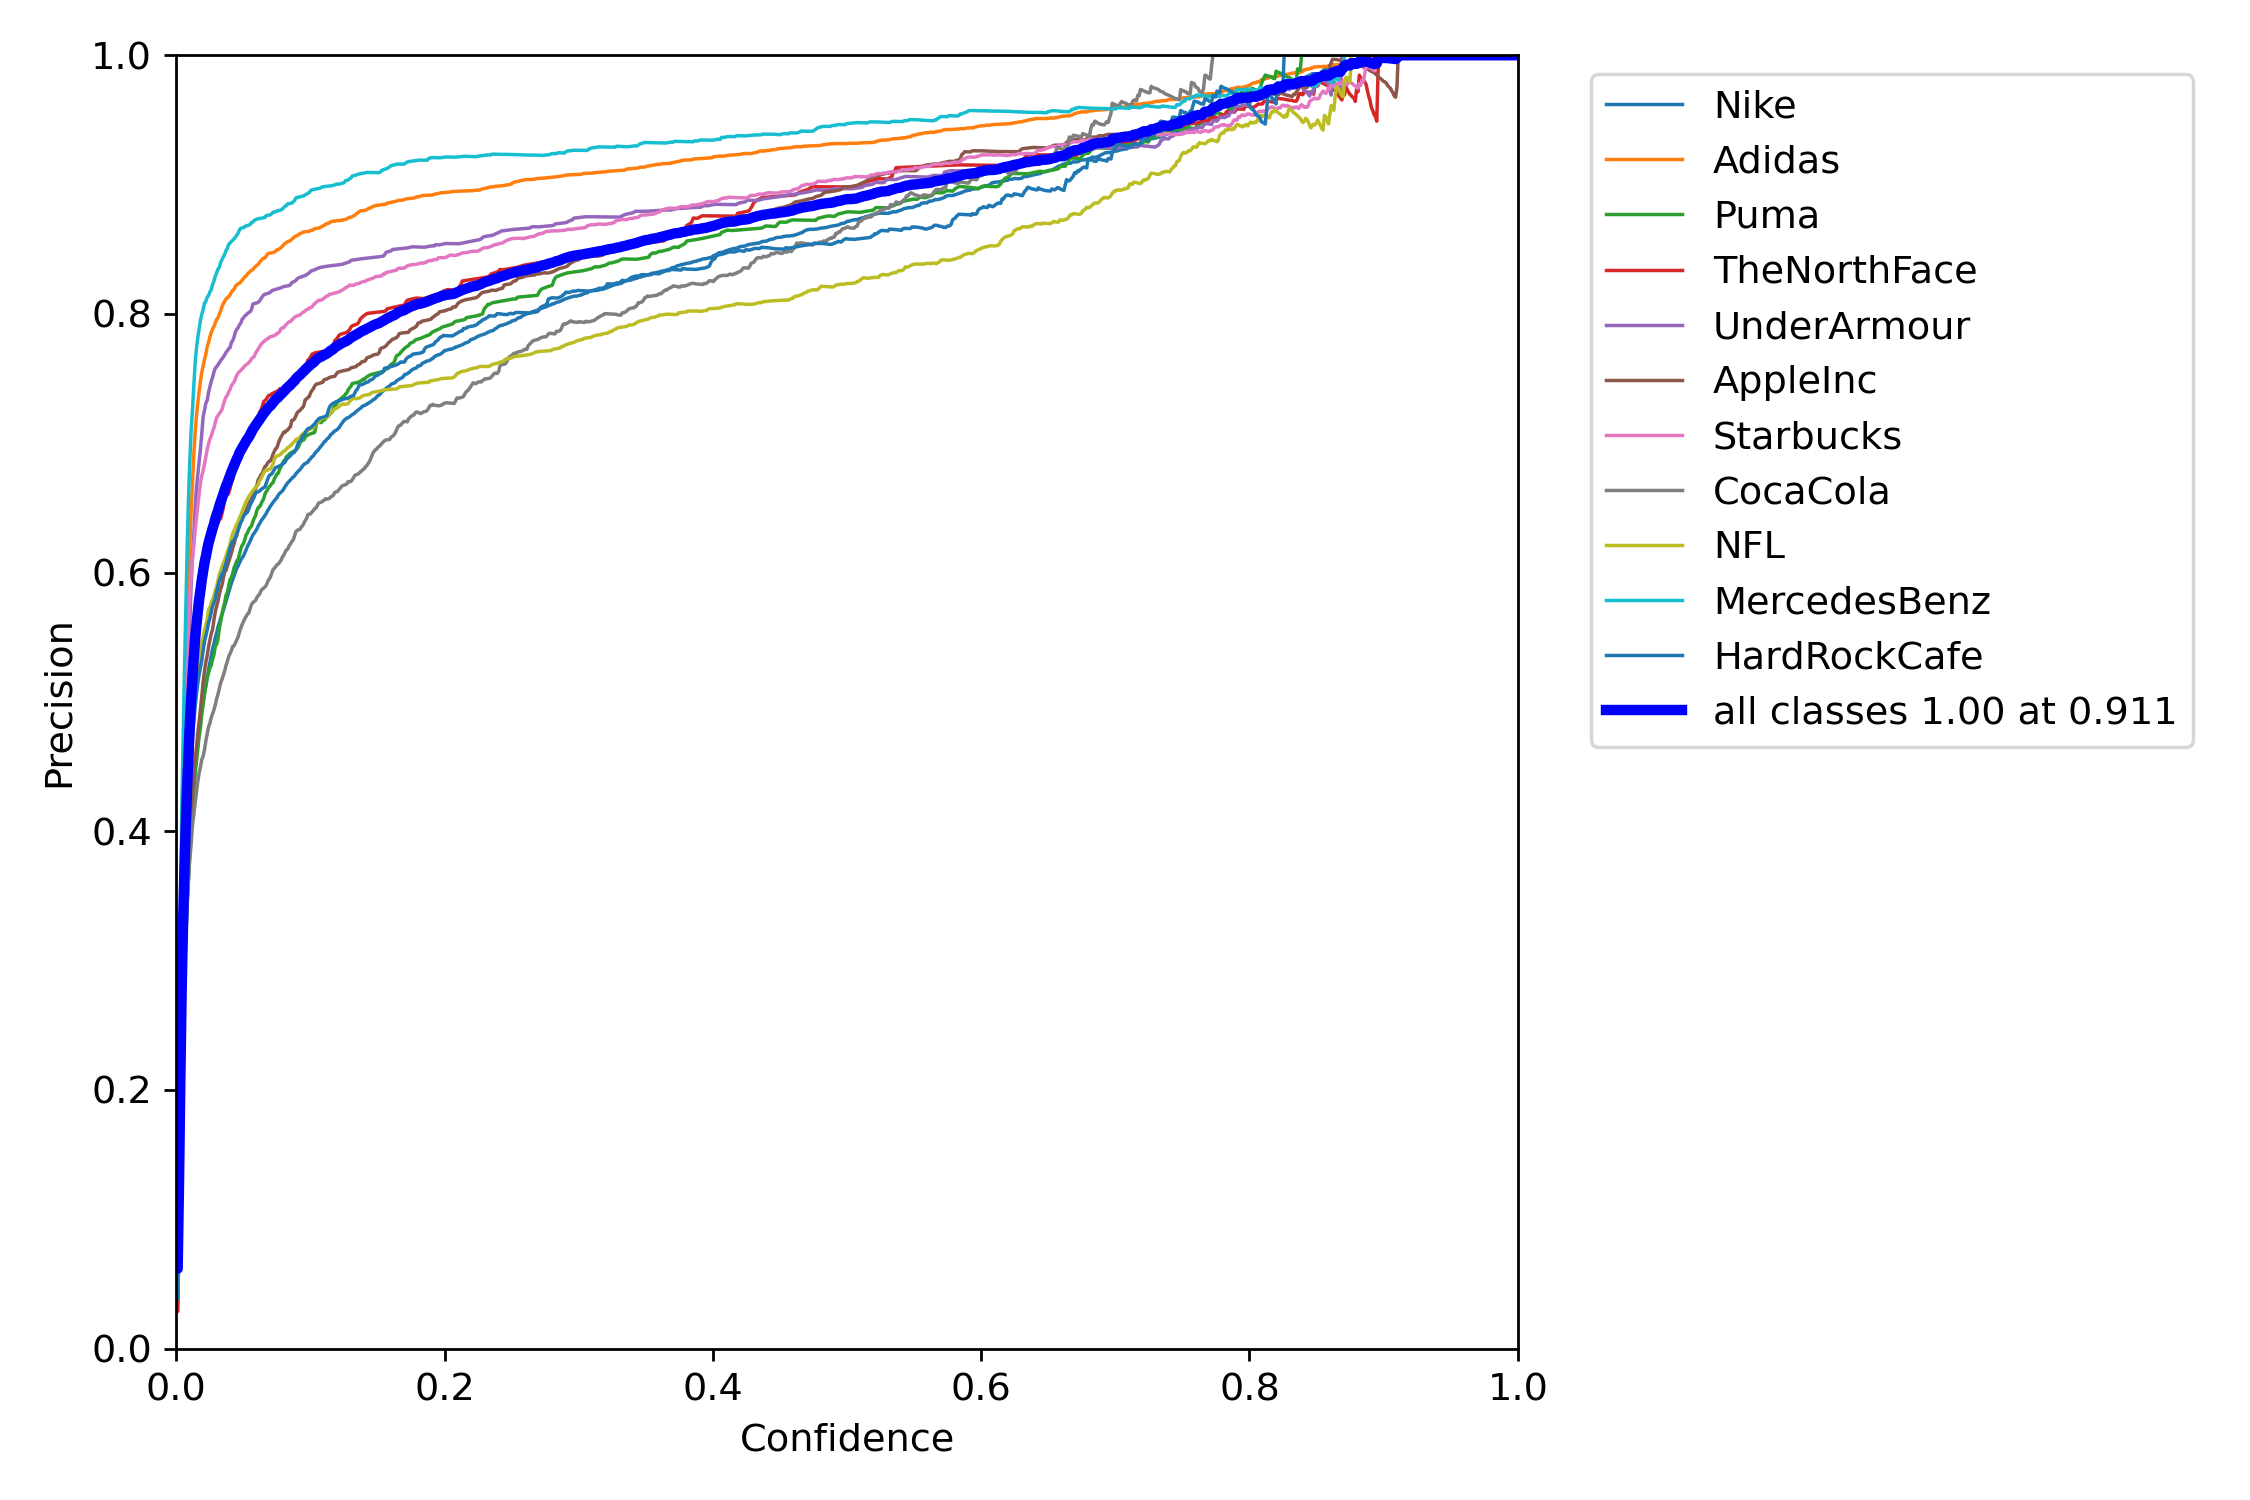 1.0
0.8
0.6
0.4
0.2
0.0
Precision
0.0 0.2 0.4 0.6 0.8 1.0
Confidence
Nike
Adidas
Puma
TheNorthFace
UnderArmour
AppleInc
Starbucks
CocaCola
NFL
MercedesBenz
HardRockCafe
all classes 1.00 at 0.911